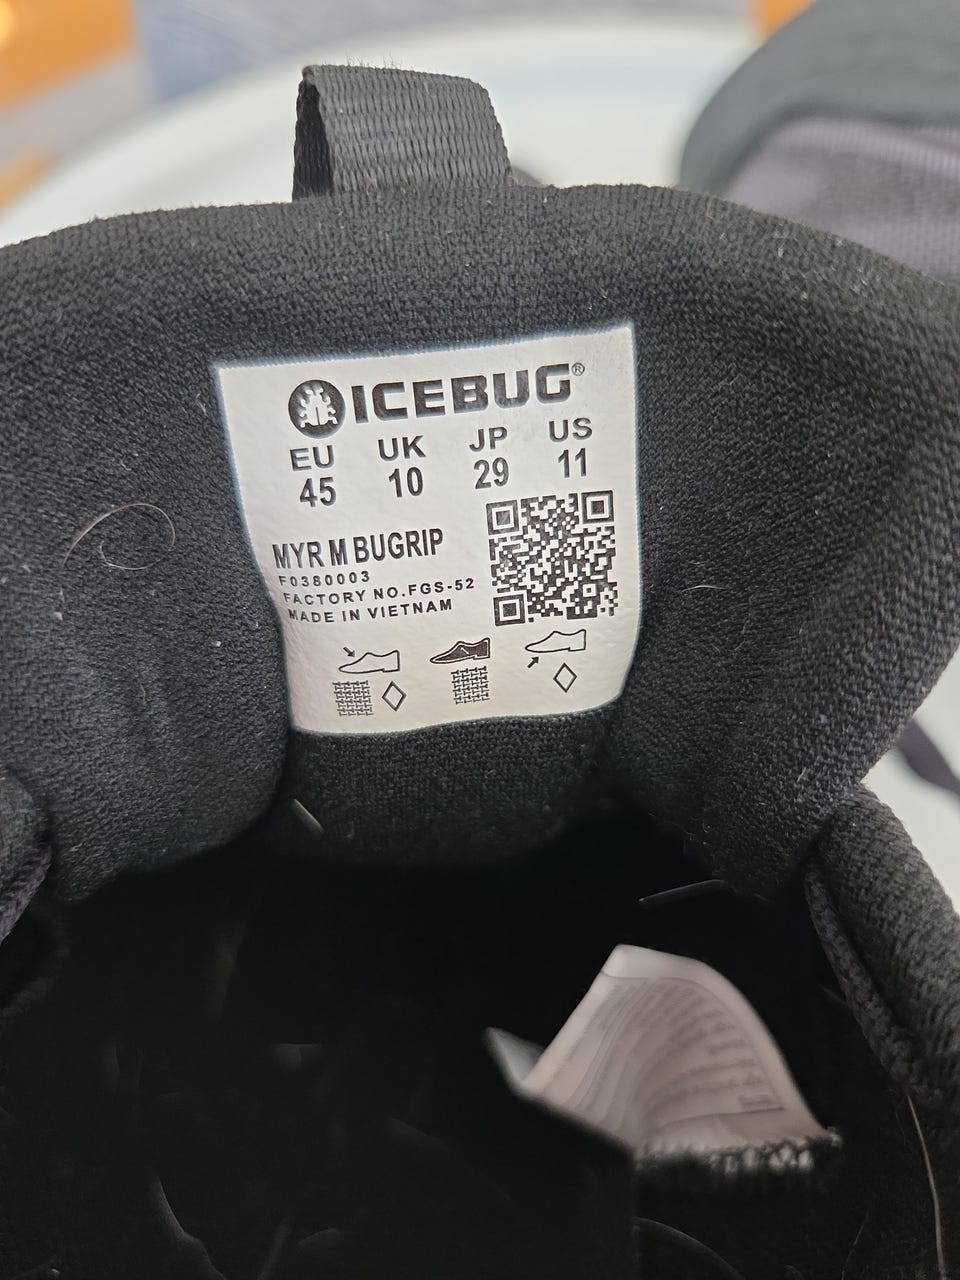 ICEBUG®
EU UK JP US
45 10 29 11
MYR M BUGRIP
F0380003
FACTORY NO.FGS-52
MADE IN VIETNAM